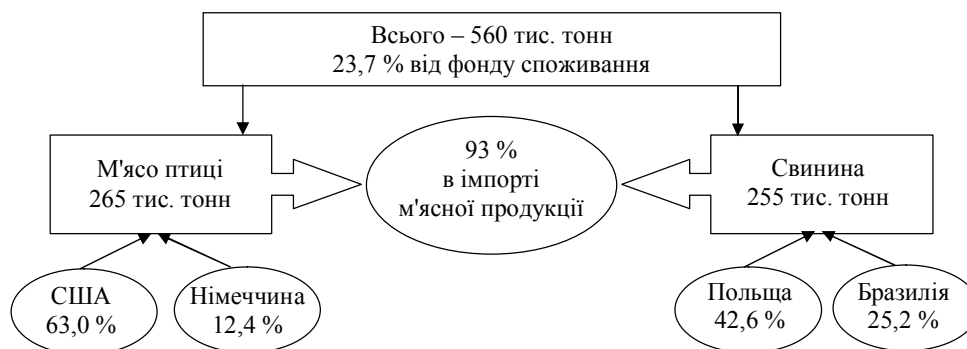 Всього – 560 тис. тонн
23,7 % від фонду споживання
М'ясо птиці
265 тис. тонн
93 %
в імпорті
м'ясної продукції
Свинина
255 тис. тонн
США
63,0 %
Німеччина
12,4 %
Польща
42,6 %
Бразилія
25,2 %